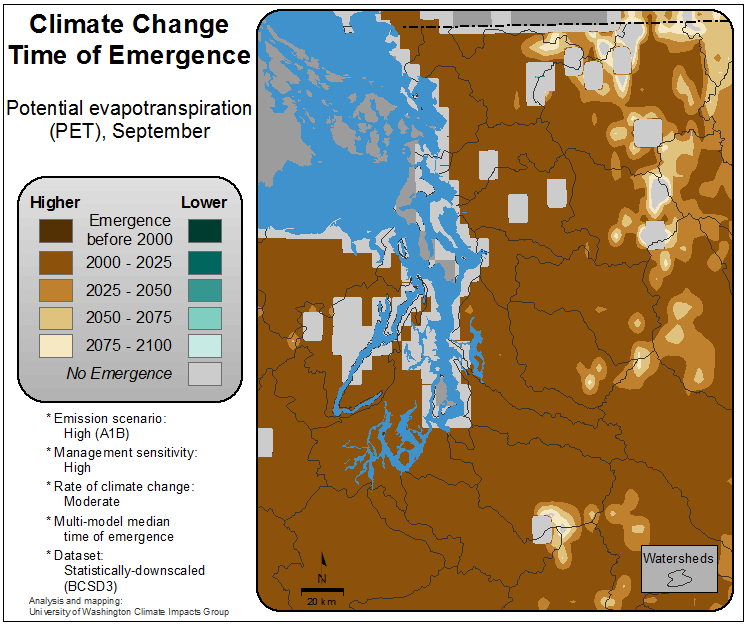 Climate Change
Time of Emergence
Potential evapotranspiration
(PET), September
Higher
Lower
Emergence
before 2000
2000 - 2025
2025 - 2050
2050 - 2075
2075 - 2100
No Emergence
* Emission scenario:
High (A1B)
* Management sensitivity:
High
* Rate of climate change:
Moderate
* Multi-model median
time of emergence
* Dataset:
Statistically-downscaled
(BCSD3)
Analysis and mapping:
University of Washington Climate Impacts Group
N
20 km
Watersheds